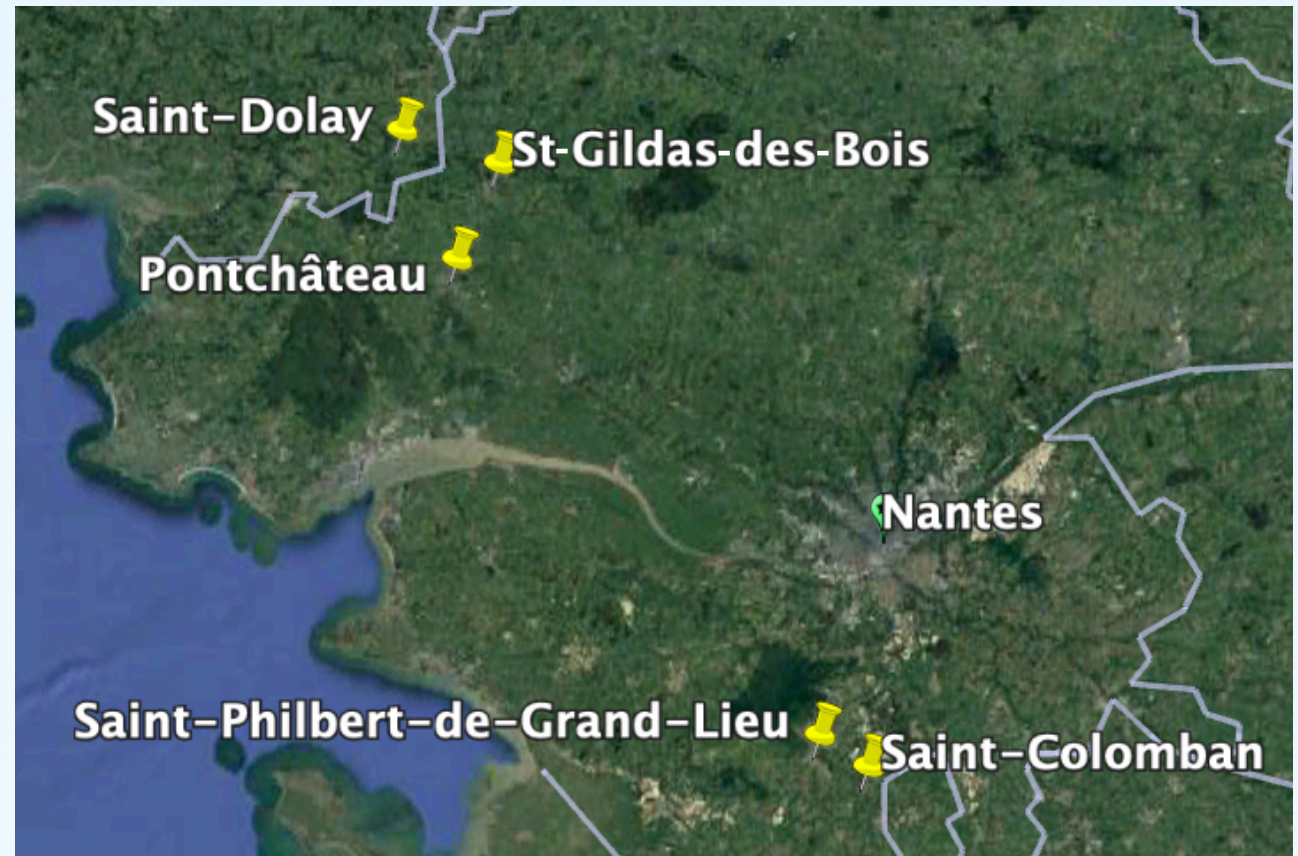 Saint-Dolay
St-Gildas-des-Bois
Pontchâteau
Nantes
Saint-Philbert-de-Grand-Lieu
Saint-Colomban